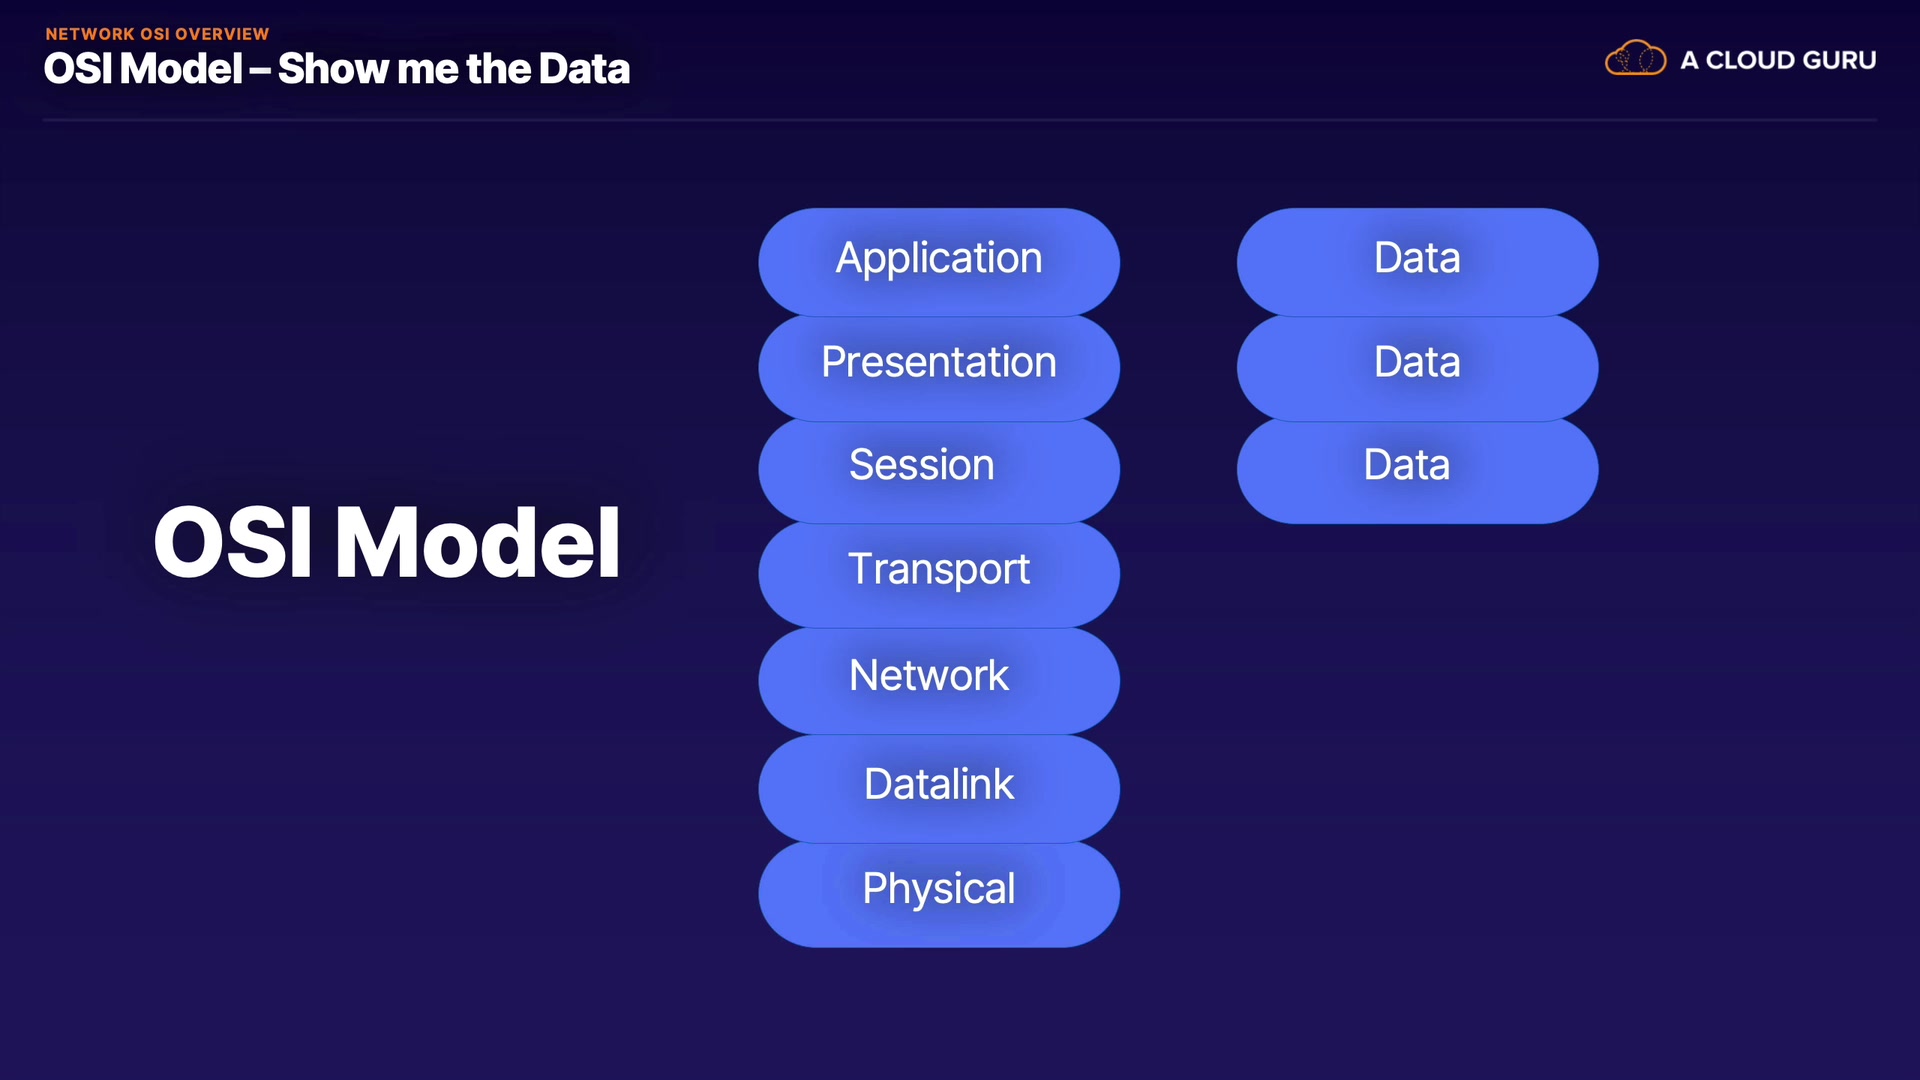 NETWORK OSI OVERVIEW
OSI Model – Show me the Data
A CLOUD GURU
OSI Model
Application
Presentation
Session
Transport
Network
Datalink
Physical
Data
Data
Data